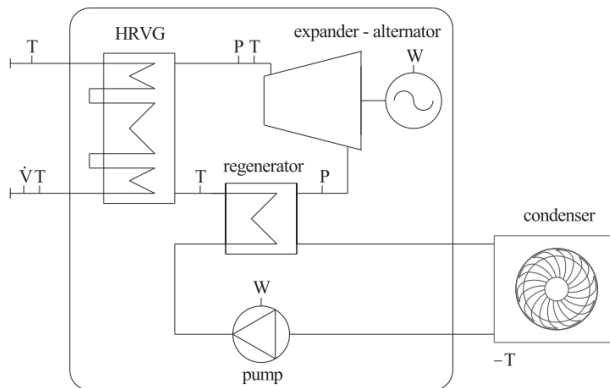 HRVG
expander - alternator
T
P T
W
V̇ T
T
regenerator
P
condenser
W
pump
–T